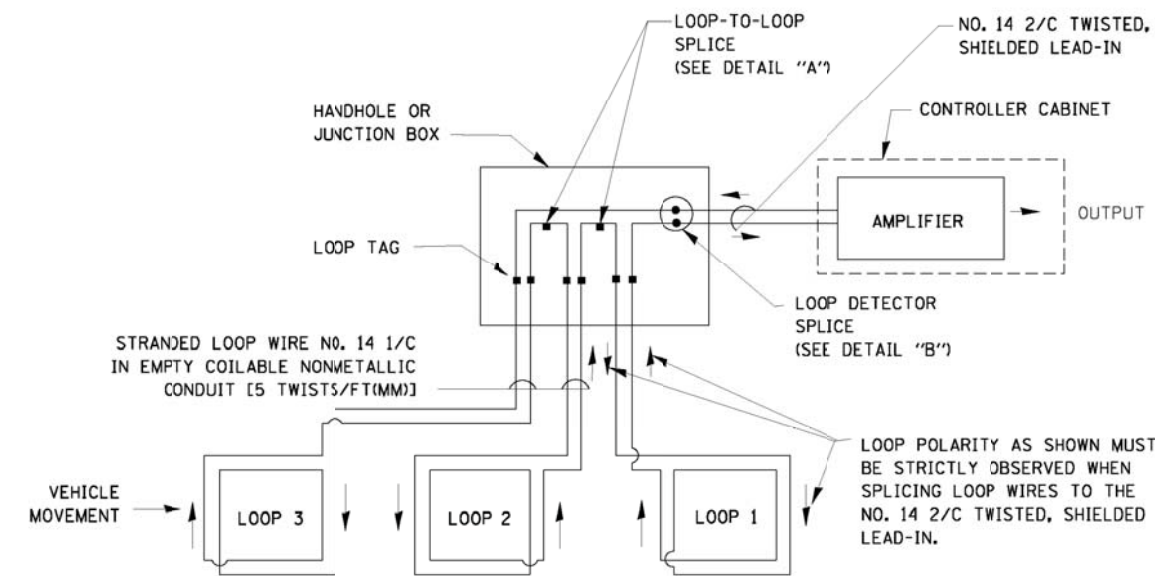 LOOP-TO-LOOP
SPLICE
(SEE DETAIL "A")
NO. 14 2/C TWISTED,
SHIELDED LEAD-IN
HANDHOLE OR
JUNCTION BOX
CONTROLLER CABINET
AMPLIFIER
OUTPUT
LOOP TAG
LOOP DETECTOR
SPLICE
(SEE DETAIL "B")
STRANDED LOOP WIRE NO. 14 1/C
IN EMPTY COILABLE NONMETALLIC
CONDUIT [5 TWISTS/FT(MM)]
LOOP POLARITY AS SHOWN MUST
BE STRICTLY OBSERVED WHEN
SPLICING LOOP WIRES TO THE
NO. 14 2/C TWISTED, SHIELDED
LEAD-IN.
VEHICLE
MOVEMENT
LOOP 3
LOOP 2
LOOP 1